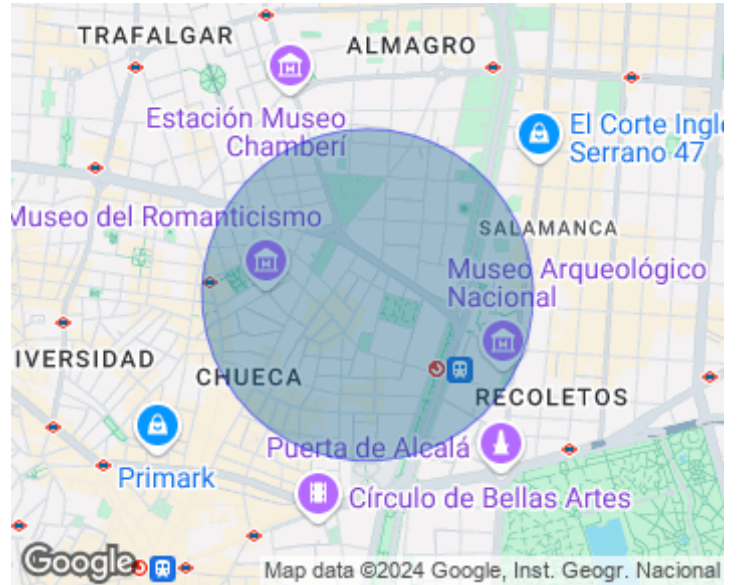 TRAFALGAR
ALMAGRO
Estación Museo
Chamberí
El Corte Ingl
Serrano 47
Museo del Romanticismo
SALAMANCA
Museo Arqueológico
Nacional
IVERSIDAD
CHUECA
RECOLETOS
Puerta de Alcalá
Primark
Círculo de Bellas Artes
Google
Map data ©2024 Google, Inst. Geogr. Nacional